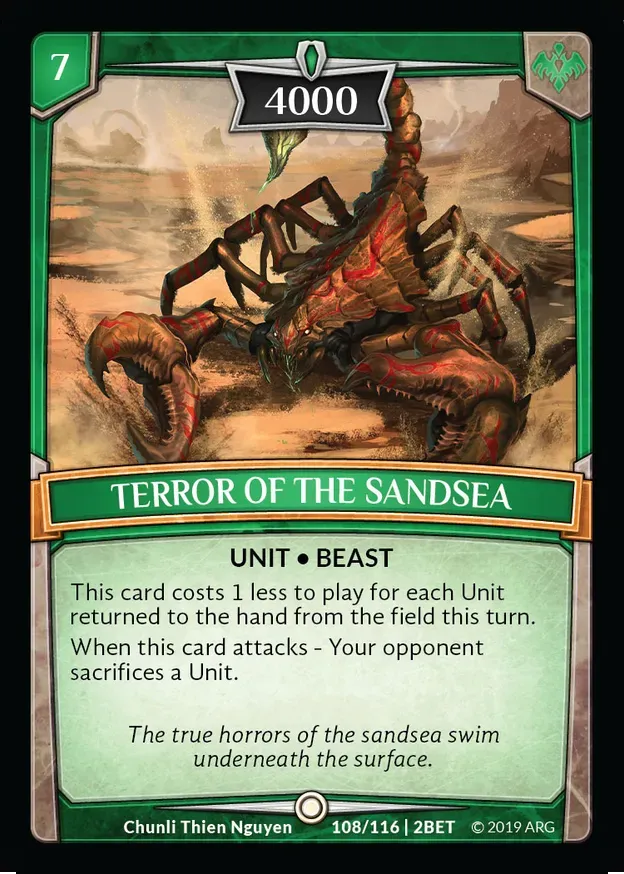 7
4000
TERROR OF THE SANDSEA
UNIT • BEAST
This card costs 1 less to play for each Unit
returned to the hand from the field this turn.
When this card attacks - Your opponent
sacrifices a Unit.
The true horrors of the sandsea swim
underneath the surface.
Chunli Thien Nguyen 108/116 | 2BET © 2019 ARG